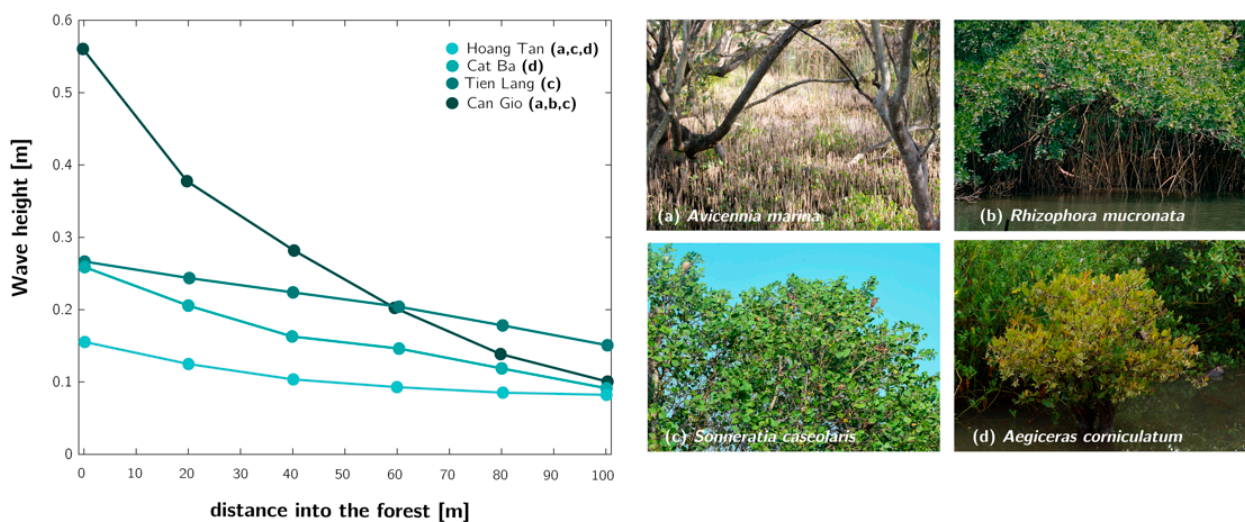 Wave height [m]
0.6
0.5
0.4
0.3
0.2
0.1
0
0 10 20 30 40 50 60 70 80 90 100
distance into the forest [m]
Hoang Tan (a,c,d)
Cat Ba (d)
Tien Lang (c)
Can Gio (a,b,c)
(a) Avicennia marina
(b) Rhizophora mucronata
(c) Sonneratia caseolaris
(d) Aegiceras corniculatum